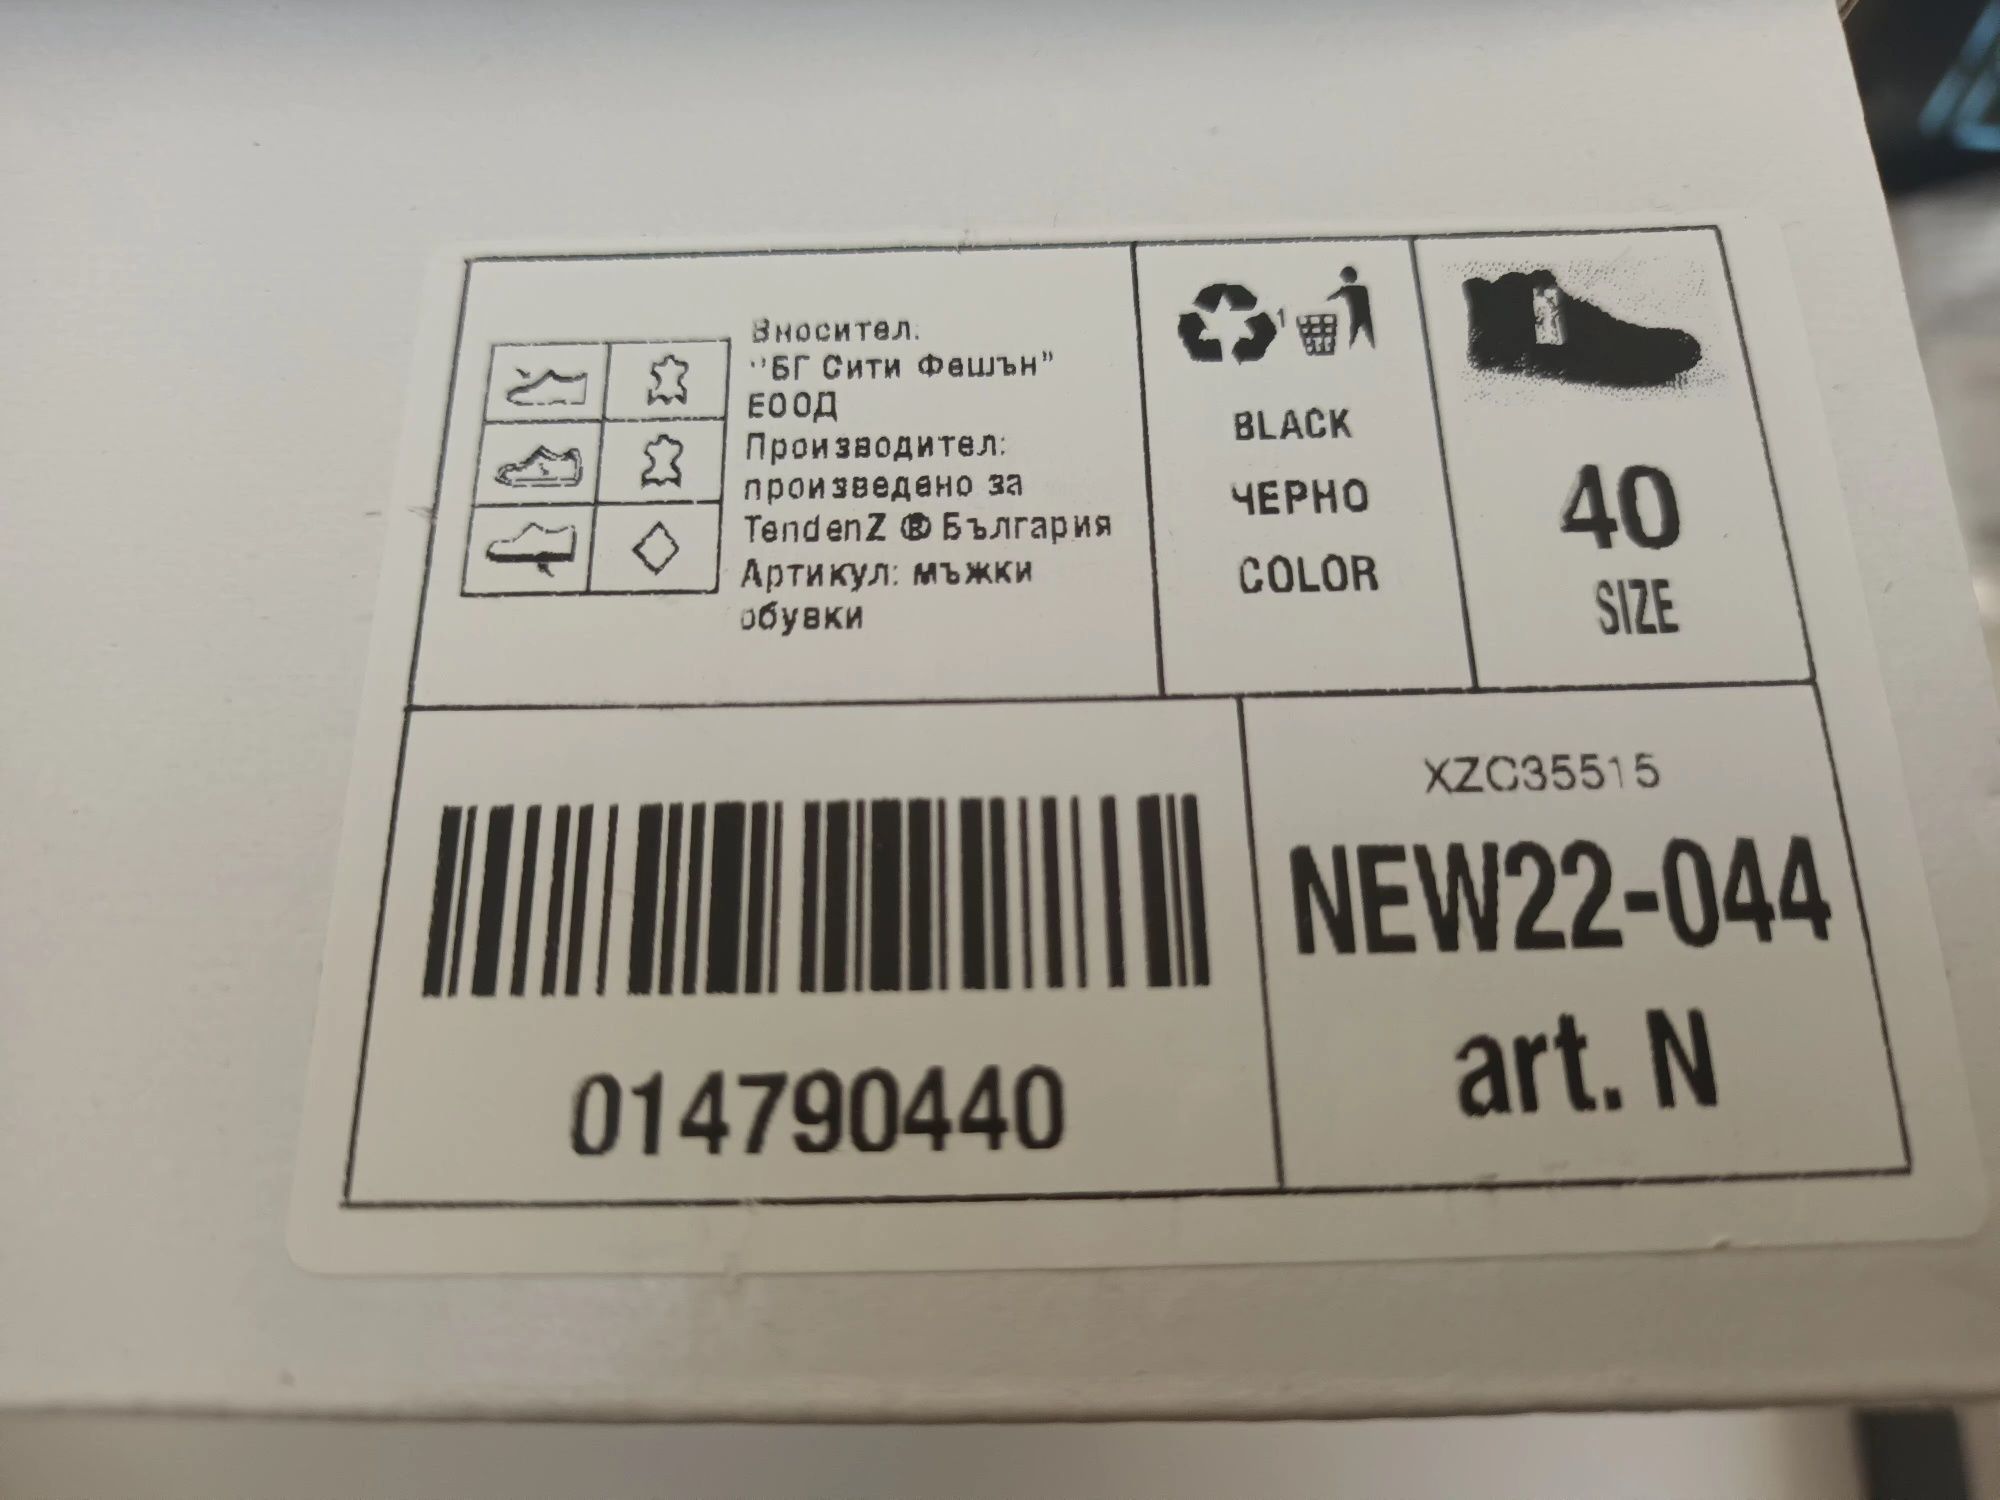 Вносител:
"БГ Сити Фешън"
ЕООД
Производител:
произведено за
TendenZ ® България
Артикул: мъжки
обувки
1
BLACK
ЧЕРНО
COLOR
40
SIZE
014790440
XZC35515
NEW22-044
art. N